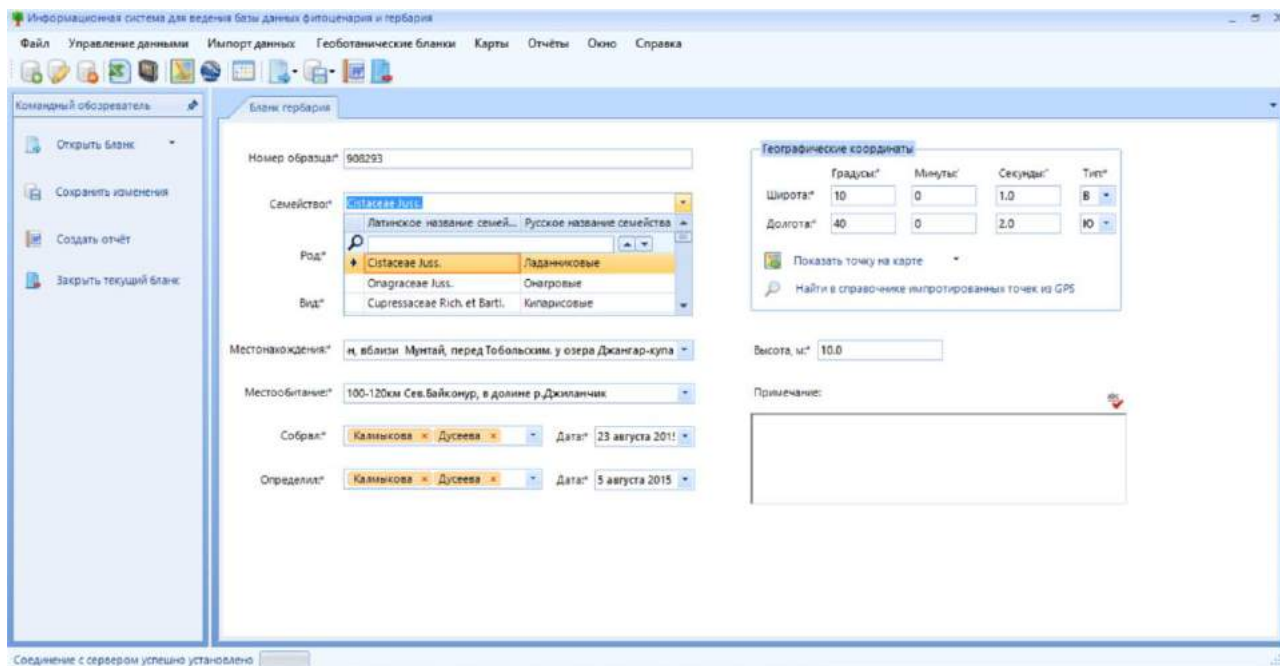 Информационная система для ведения базы данных фитоценария и гербария
Файл Управление данными Импорт данных Геоботанические бланки Карты Отчёты Окно Справка
Командный обозреватель
Открыть бланк
Сохранить изменения
Создать отчёт
Закрыть текущий бланк
Бланк гербария
Номер образца:* 908293
Семейство:* Cistaceae Juss.
Латинское название семей... Русское название семейства
Cistaceae Juss. Ладанниковые
Onagraceae Juss. Онагровые
Cupressaceae Rich. et Bartl. Кипарисовые
Род:*
Вид:*
Местонахождения:* н, вблизи Мунтай, перед Тобольским. у озера Джангар-купа
Местообитание:* 100-120км Сев.Байконур, в долине р.Джиланчик
Собрал:* Калмыкова × Дусеева × Дата:* 23 августа 201
Определил:* Калмыкова × Дусеева × Дата:* 5 августа 2015
Географические координаты
Градусы:* Минуты:* Секунды:* Тип:*
Широта:* 10 0 1.0 В
Долгота:* 40 0 2.0 Ю
Показать точку на карте
Найти в справочнике импротированных точек из GPS
Высота, м:* 10.0
Примечание:
Соединение с сервером успешно установлено